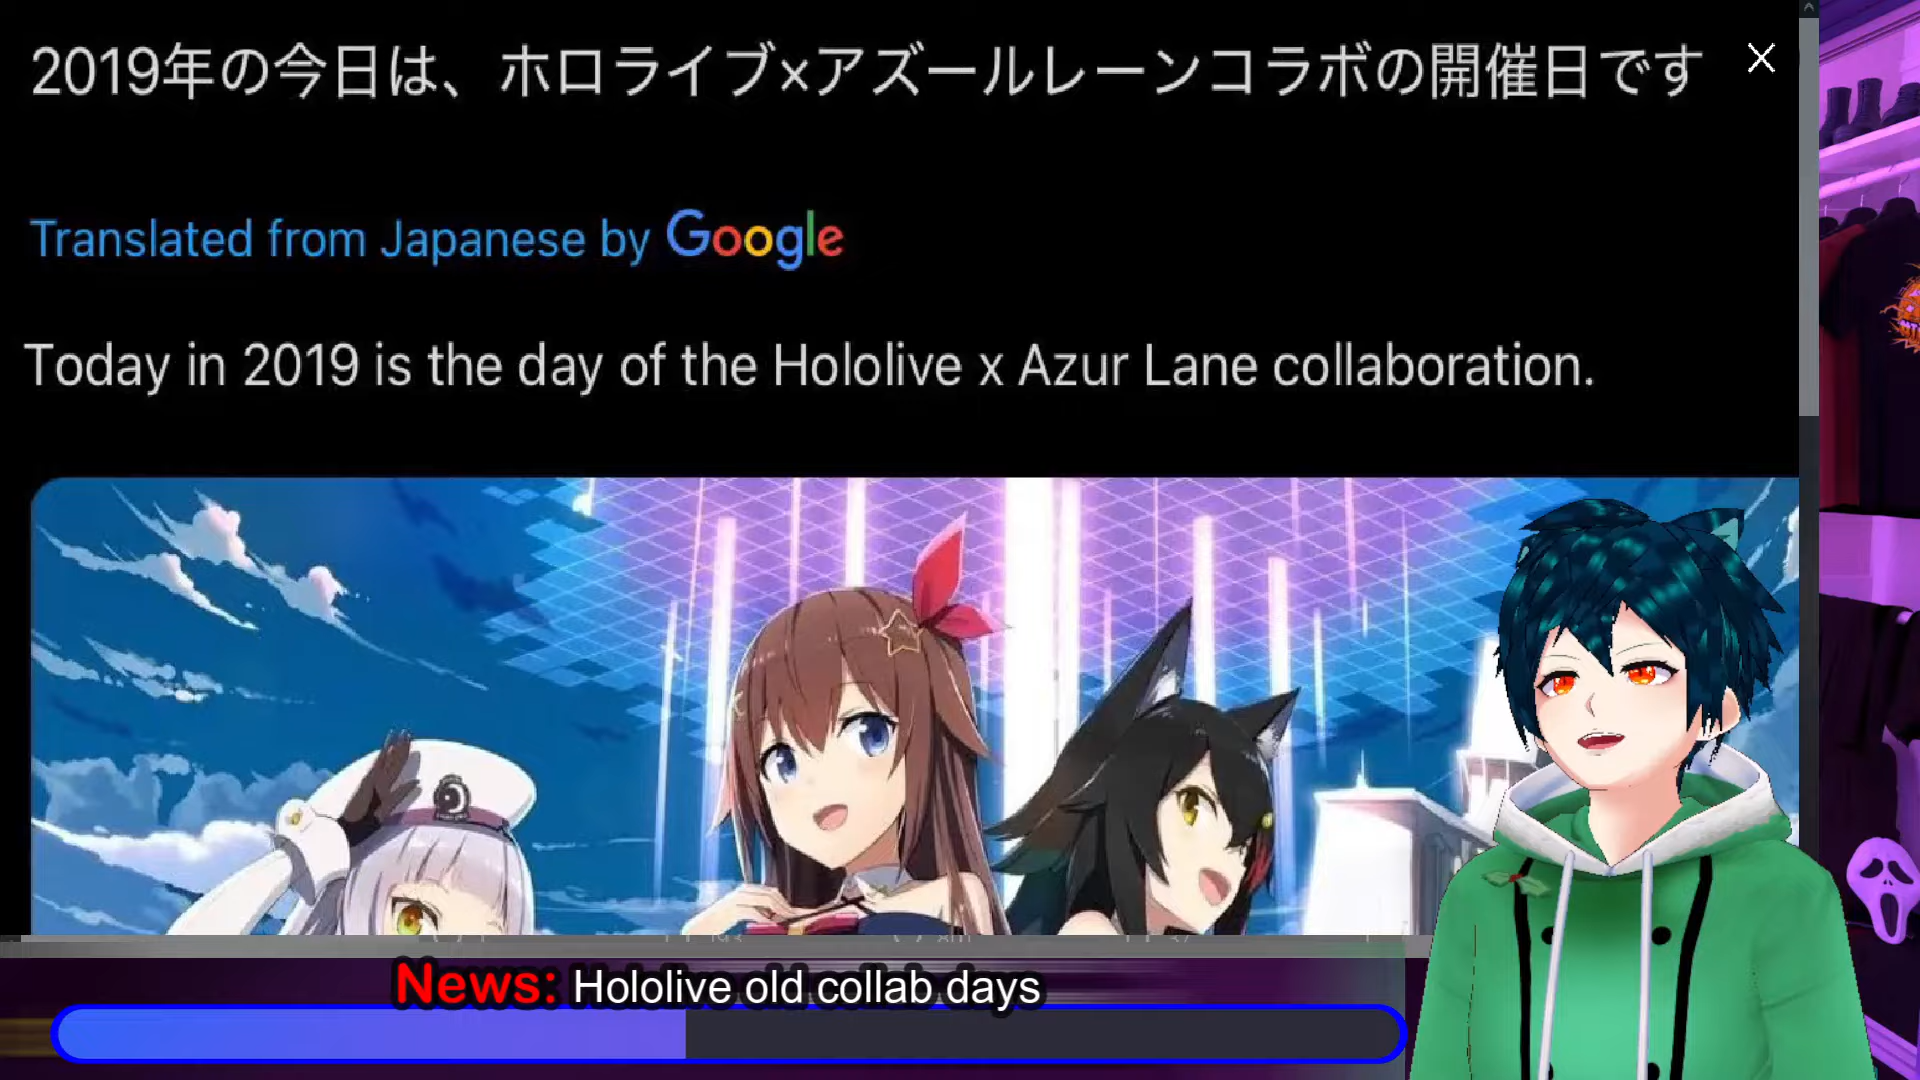 2019年の今日は、ホロライブ×アズールレーンコラボの開催日です
Translated from Japanese by Google
Today in 2019 is the day of the Hololive x Azur Lane collaboration.
News: Hololive old collab days